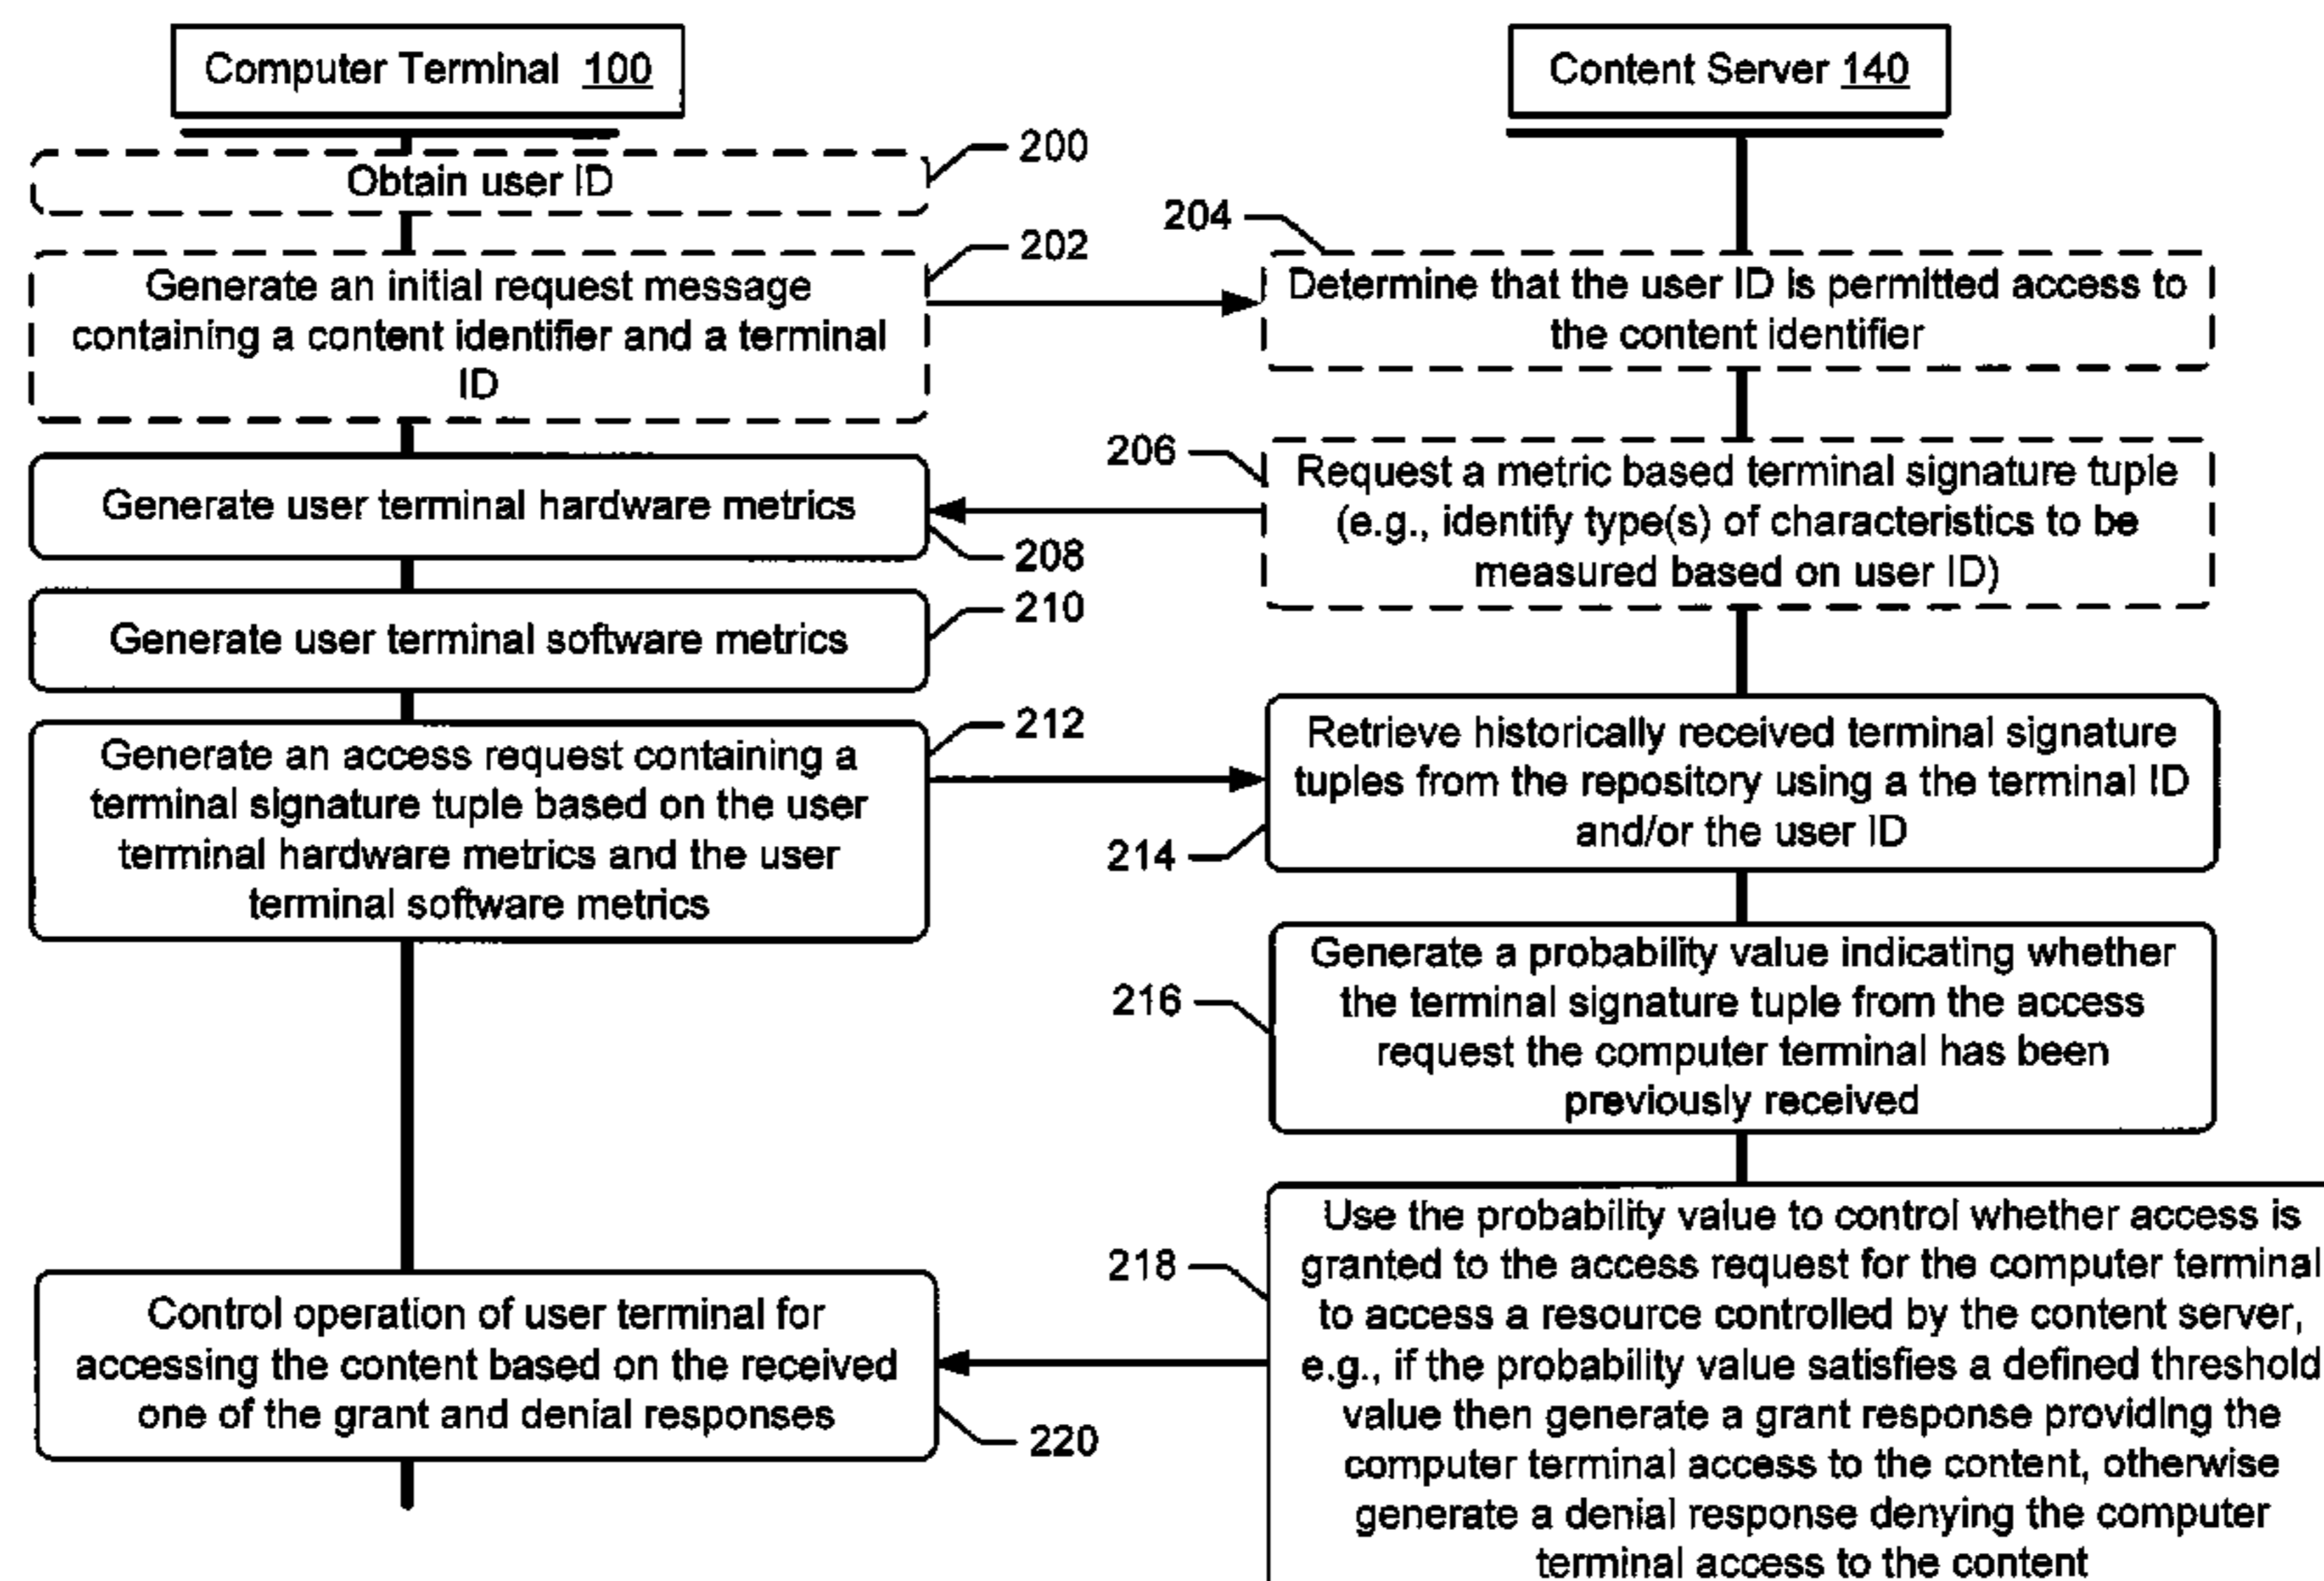 Computer Terminal 100
Content Server 140
Obtain user ID
200
Generate an initial request message
containing a content identifier and a terminal
ID
202
204
Determine that the user ID is permitted access to
the content identifier
206
Request a metric based terminal signature tuple
(e.g., identify type(s) of characteristics to be
measured based on user ID)
Generate user terminal hardware metrics
208
Generate user terminal software metrics
210
Generate an access request containing a
terminal signature tuple based on the user
terminal hardware metrics and the user
terminal software metrics
212
Retrieve historically received terminal signature
tuples from the repository using a the terminal ID
and/or the user ID
214
Generate a probability value indicating whether
the terminal signature tuple from the access
request the computer terminal has been
previously received
216
Use the probability value to control whether access is
granted to the access request for the computer terminal
to access a resource controlled by the content server,
e.g., if the probability value satisfies a defined threshold
value then generate a grant response providing the
computer terminal access to the content, otherwise
generate a denial response denying the computer
terminal access to the content
218
Control operation of user terminal for
accessing the content based on the received
one of the grant and denial responses
220